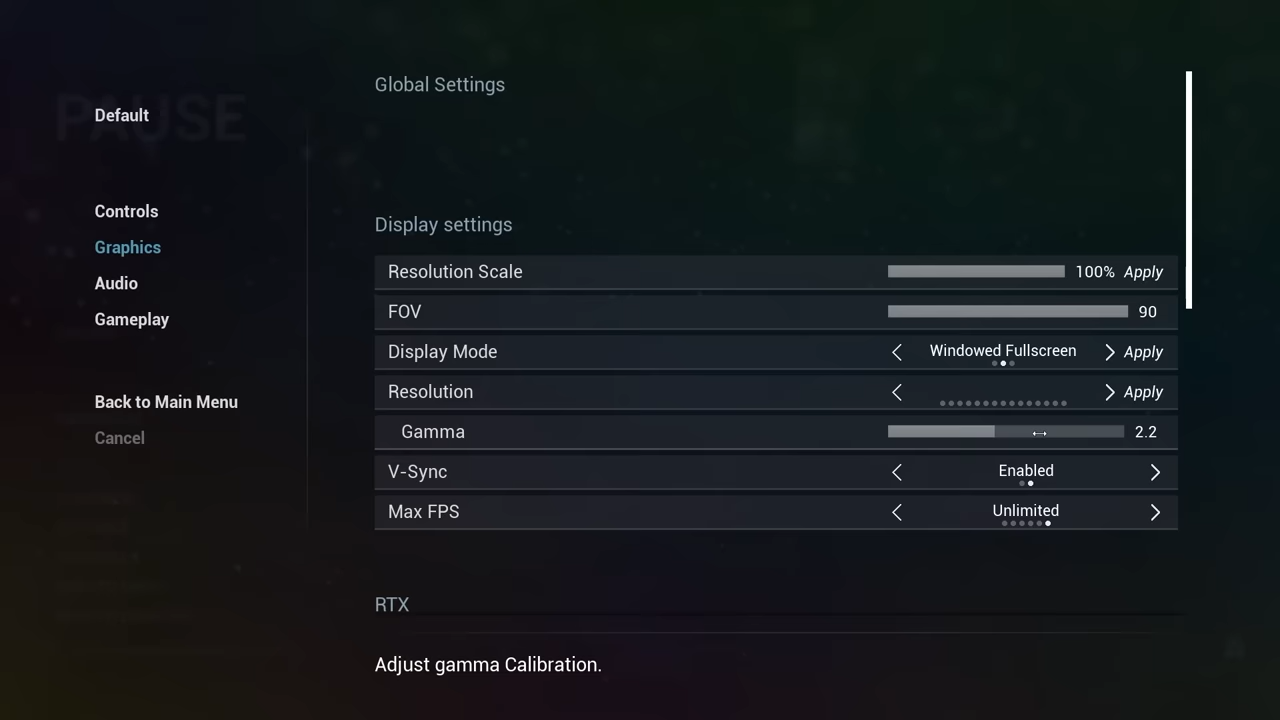 PAUSE
Default
Controls
Graphics
Audio
Gameplay
Back to Main Menu
Cancel
Global Settings
Display settings
Resolution Scale 100% Apply
FOV 90
Display Mode Windowed Fullscreen Apply
Resolution Apply
Gamma 2.2
V-Sync Enabled
Max FPS Unlimited
RTX
Adjust gamma Calibration.